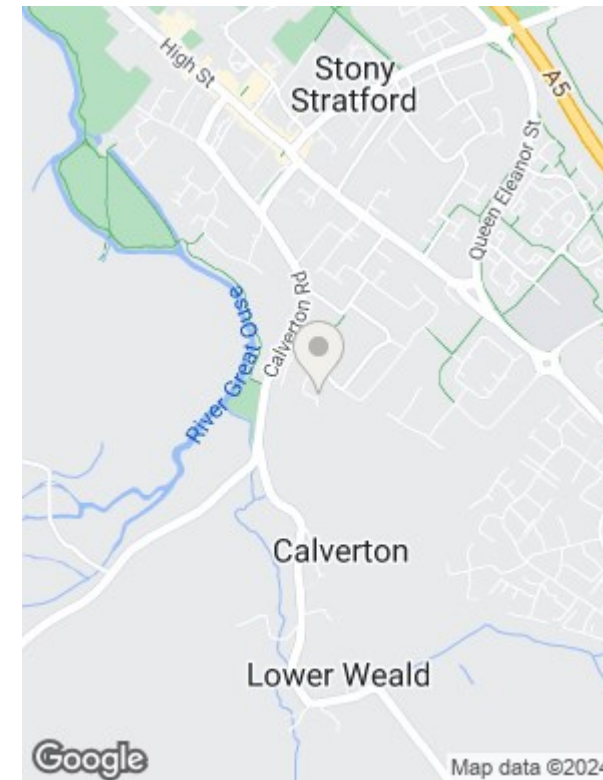 High St
Stony
Stratford
A5
Queen Eleanor St
Calverton Rd
River Great Ouse
Calverton
Lower Weald
Google
Map data ©2024